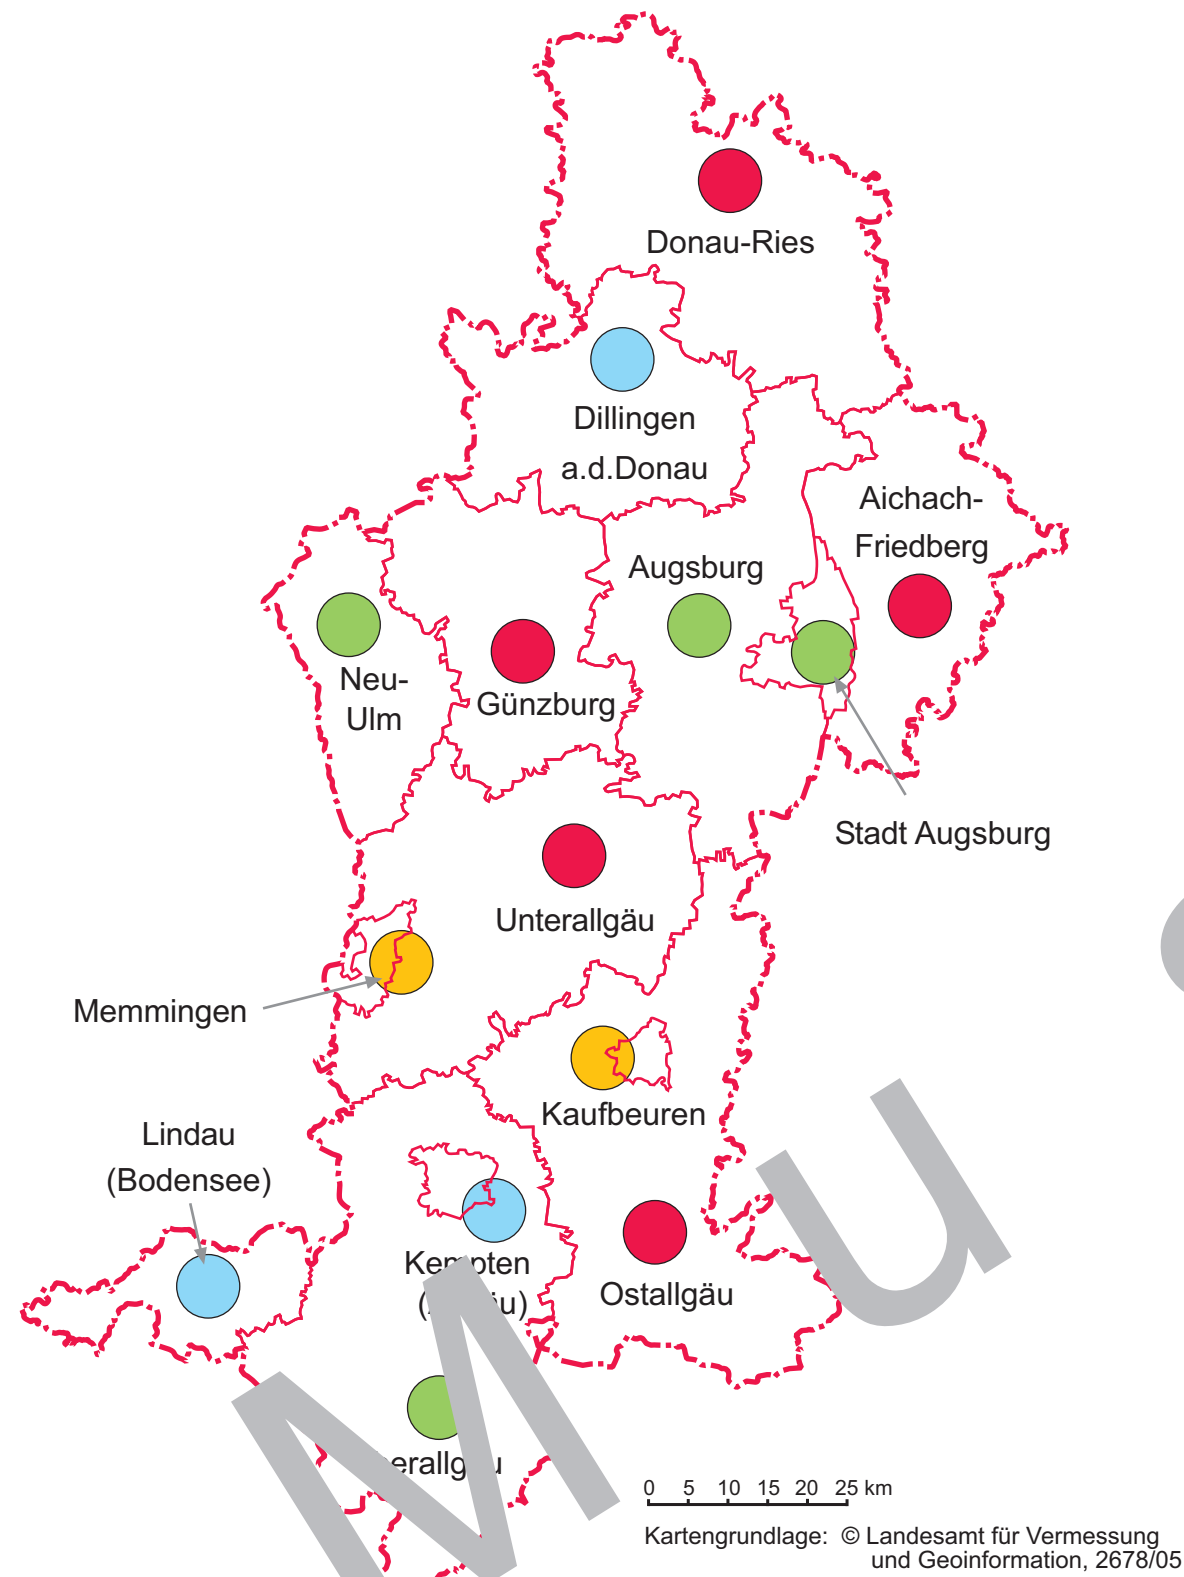 Donau-Ries
Dillingen
a.d.Donau
Aichach-
Friedberg
Augsburg
Neu-
Ulm
Günzburg
Stadt Augsburg
Unterallgäu
Memmingen
Kaufbeuren
Lindau
(Bodensee)
Kempten
Ostallgäu
0 5 10 15 20 25 km
Kartengrundlage: © Landesamt für Vermessung
und Geoinformation, 2678/05
M u